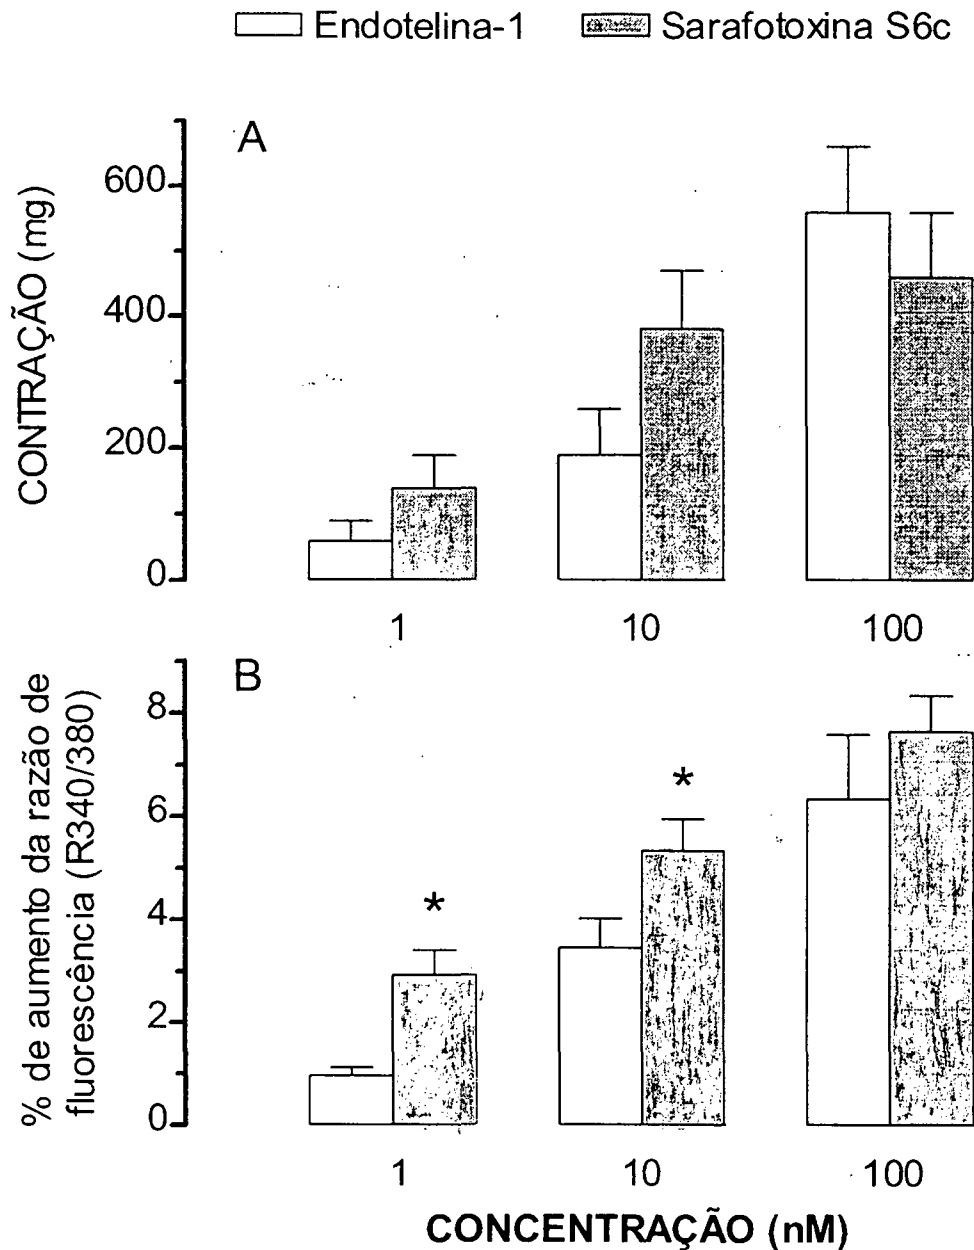 Endotelina-1 Sarafotoxina S6c
A
CONTRAÇÃO (mg)
600
400
200
0
1 10 100
B
% de aumento da razão de
fluorescência (R340/380)
8
6
4
2
0
*
*
1 10 100
CONCENTRAÇÃO (nM)